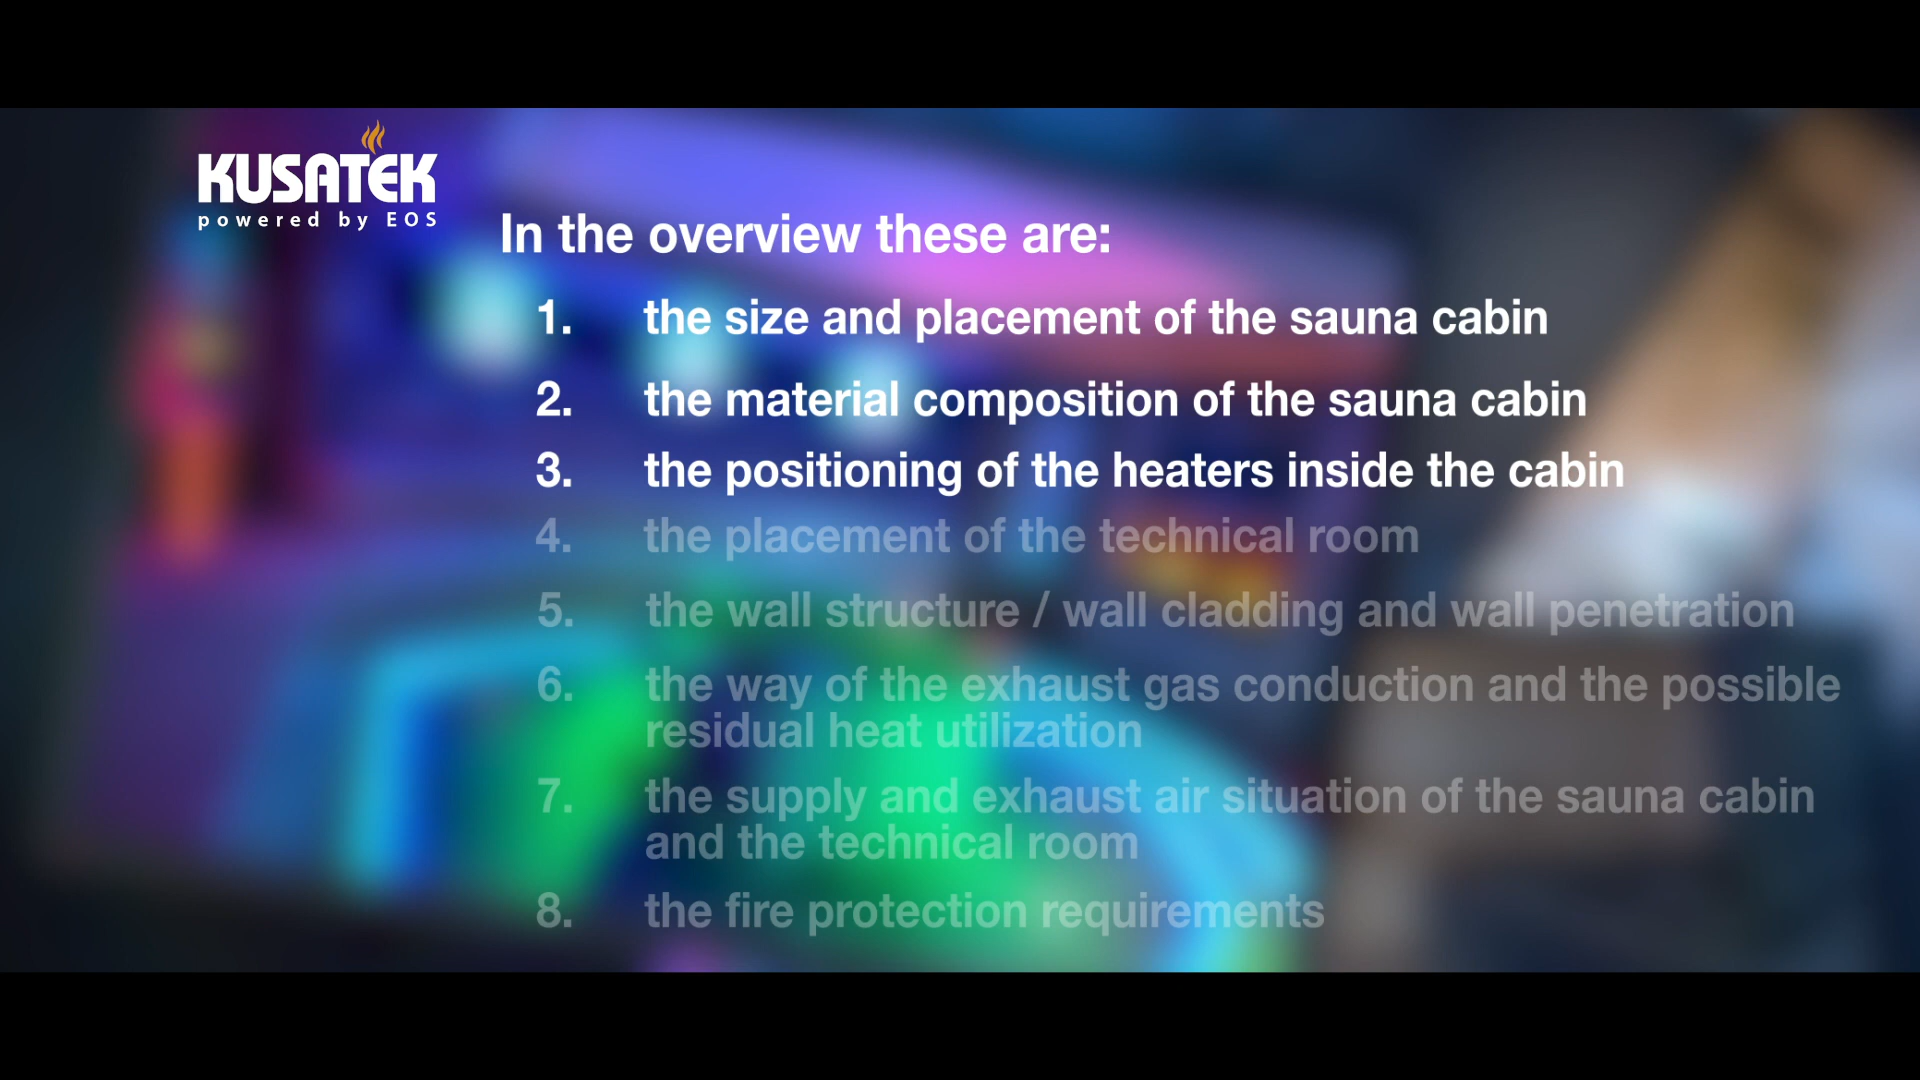 KUSATEK
powered by EOS
In the overview these are:
1. the size and placement of the sauna cabin
2. the material composition of the sauna cabin
3. the positioning of the heaters inside the cabin
4. the placement of the technical room
5. the wall structure / wall cladding and wall penetration
6. the way of the exhaust gas conduction and the possible
residual heat utilization
7. the supply and exhaust air situation of the sauna cabin
and the technical room
8. the fire protection requirements